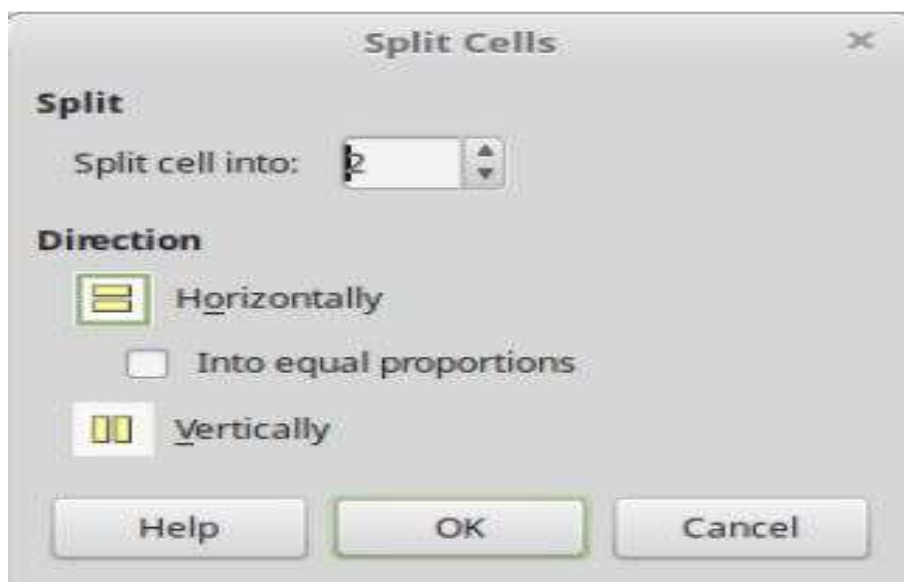 Split Cells
Split
Split cell into: 2
Direction
Horizontally
Into equal proportions
Vertically
Help OK Cancel